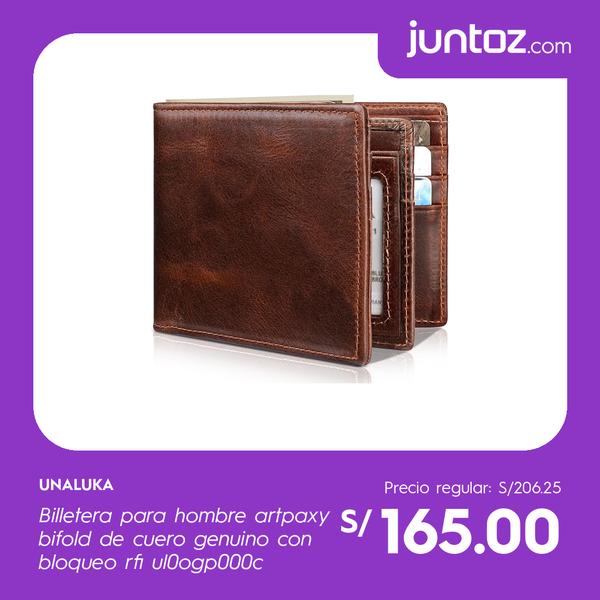 juntoz.com
UNALUKA
Billetera para hombre artpaxy
bifold de cuero genuino con
bloqueo rfi ul0ogp000c
Precio regular: S/206.25
S/165.00